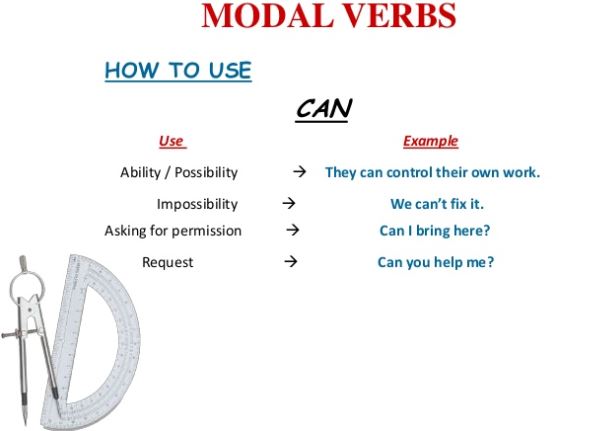 MODAL VERBS
HOW TO USE
CAN
Use Example
Ability / Possibility → They can control their own work.
Impossibility → We can't fix it.
Asking for permission → Can I bring here?
Request → Can you help me?